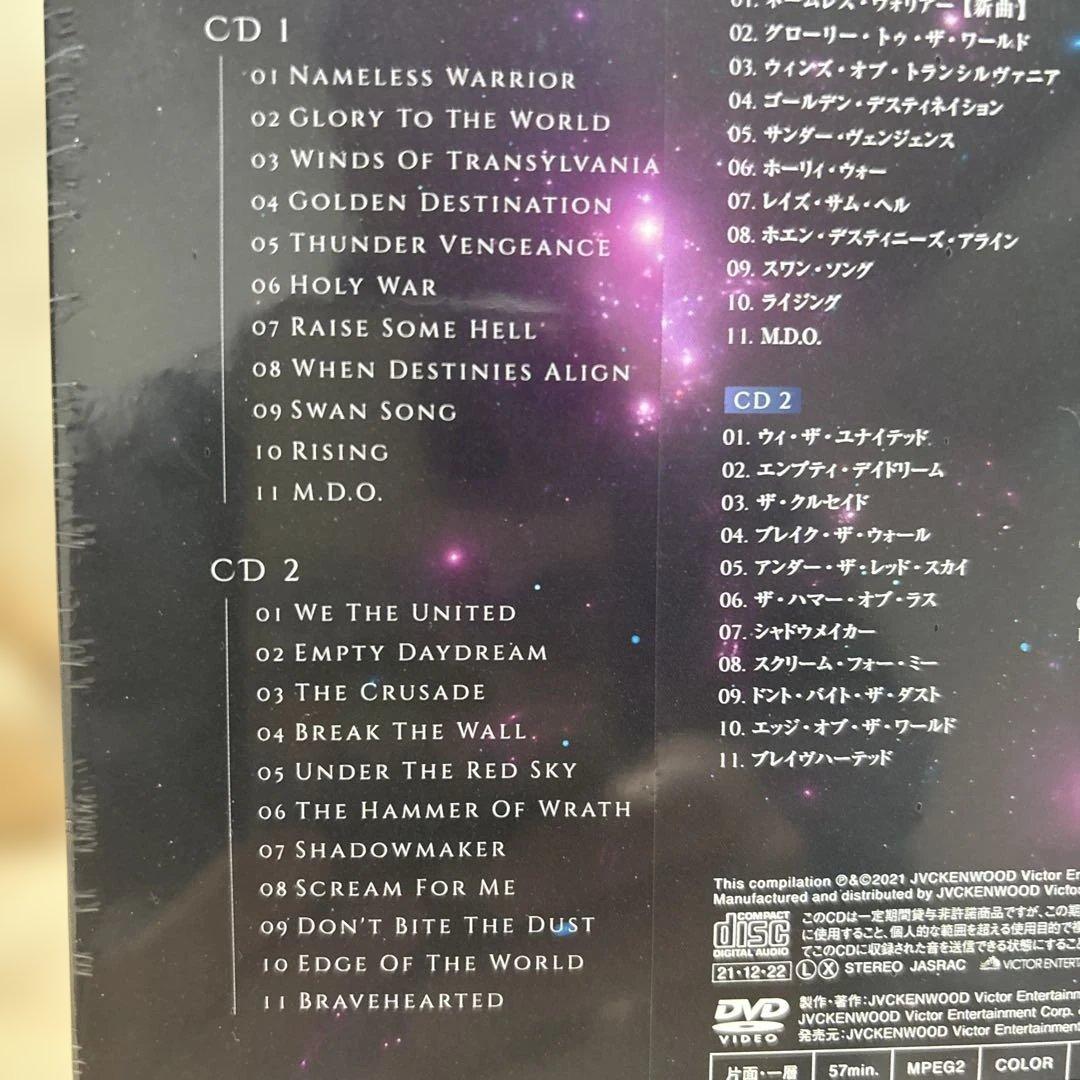 CD 1
01 NAMELESS WARRIOR
02 GLORY TO THE WORLD
03 WINDS OF TRANSYLVANIA
04 GOLDEN DESTINATION
05 THUNDER VENGEANCE
06 HOLY WAR
07 RAISE SOME HELL
08 WHEN DESTINIES ALIGN
09 SWAN SONG
10 RISING
11 M.D.O.
CD 2
01 WE THE UNITED
02 EMPTY DAYDREAM
03 THE CRUSADE
04 BREAK THE WALL
05 UNDER THE RED SKY
06 THE HAMMER OF WRATH
07 SHADOWMAKER
08 SCREAM FOR ME
09 DON'T BITE THE DUST
10 EDGE OF THE WORLD
11 BRAVEHEARTED
01. ネームレス・ウォリアー【新曲】
02. グローリー・トゥ・ザ・ワールド
03. ウィンズ・オブ・トランシルヴァニア
04. ゴールデン・デスティネイション
05. サンダー・ヴェンジェンス
06. ホーリィ・ウォー
07. レイズ・サム・ヘル
08. ホエン・デスティニーズ・アライン
09. スワン・ソング
10. ライジング
11. M.D.O.
CD 2
01. ウィ・ザ・ユナイテッド
02. エンプティ・デイドリーム
03. ザ・クルセイド
04. ブレイク・ザ・ウォール
05. アンダー・ザ・レッド・スカイ
06. ザ・ハマー・オブ・ラス
07. シャドウメイカー
08. スクリーム・フォー・ミー
09. ドント・バイト・ザ・ダスト
10. エッジ・オブ・ザ・ワールド
11. ブレイヴハーテッド
This compilation ℗&©2021 JVCKENWOOD Victor
Manufactured and distributed by JVCKENWOOD
COMPACT
disc
DIGITAL AUDIO
このCDは一定期間貸与非許諾商品ですが、この
に使用すること、個人的な範囲を超える使用目的で
てこのCDに収録された音を送信できる状態にすること
21・12・22 Ⓛ Ⓧ STEREO JASRAC VICTOR
DVD
VIDEO
製作・著作：JVCKENWOOD Victor
JVCKENWOOD Victor Entertainment Corp.
発売元：JVCKENWOOD Victor Entertainment
片面・一層 57min. MPEG2 COLOR